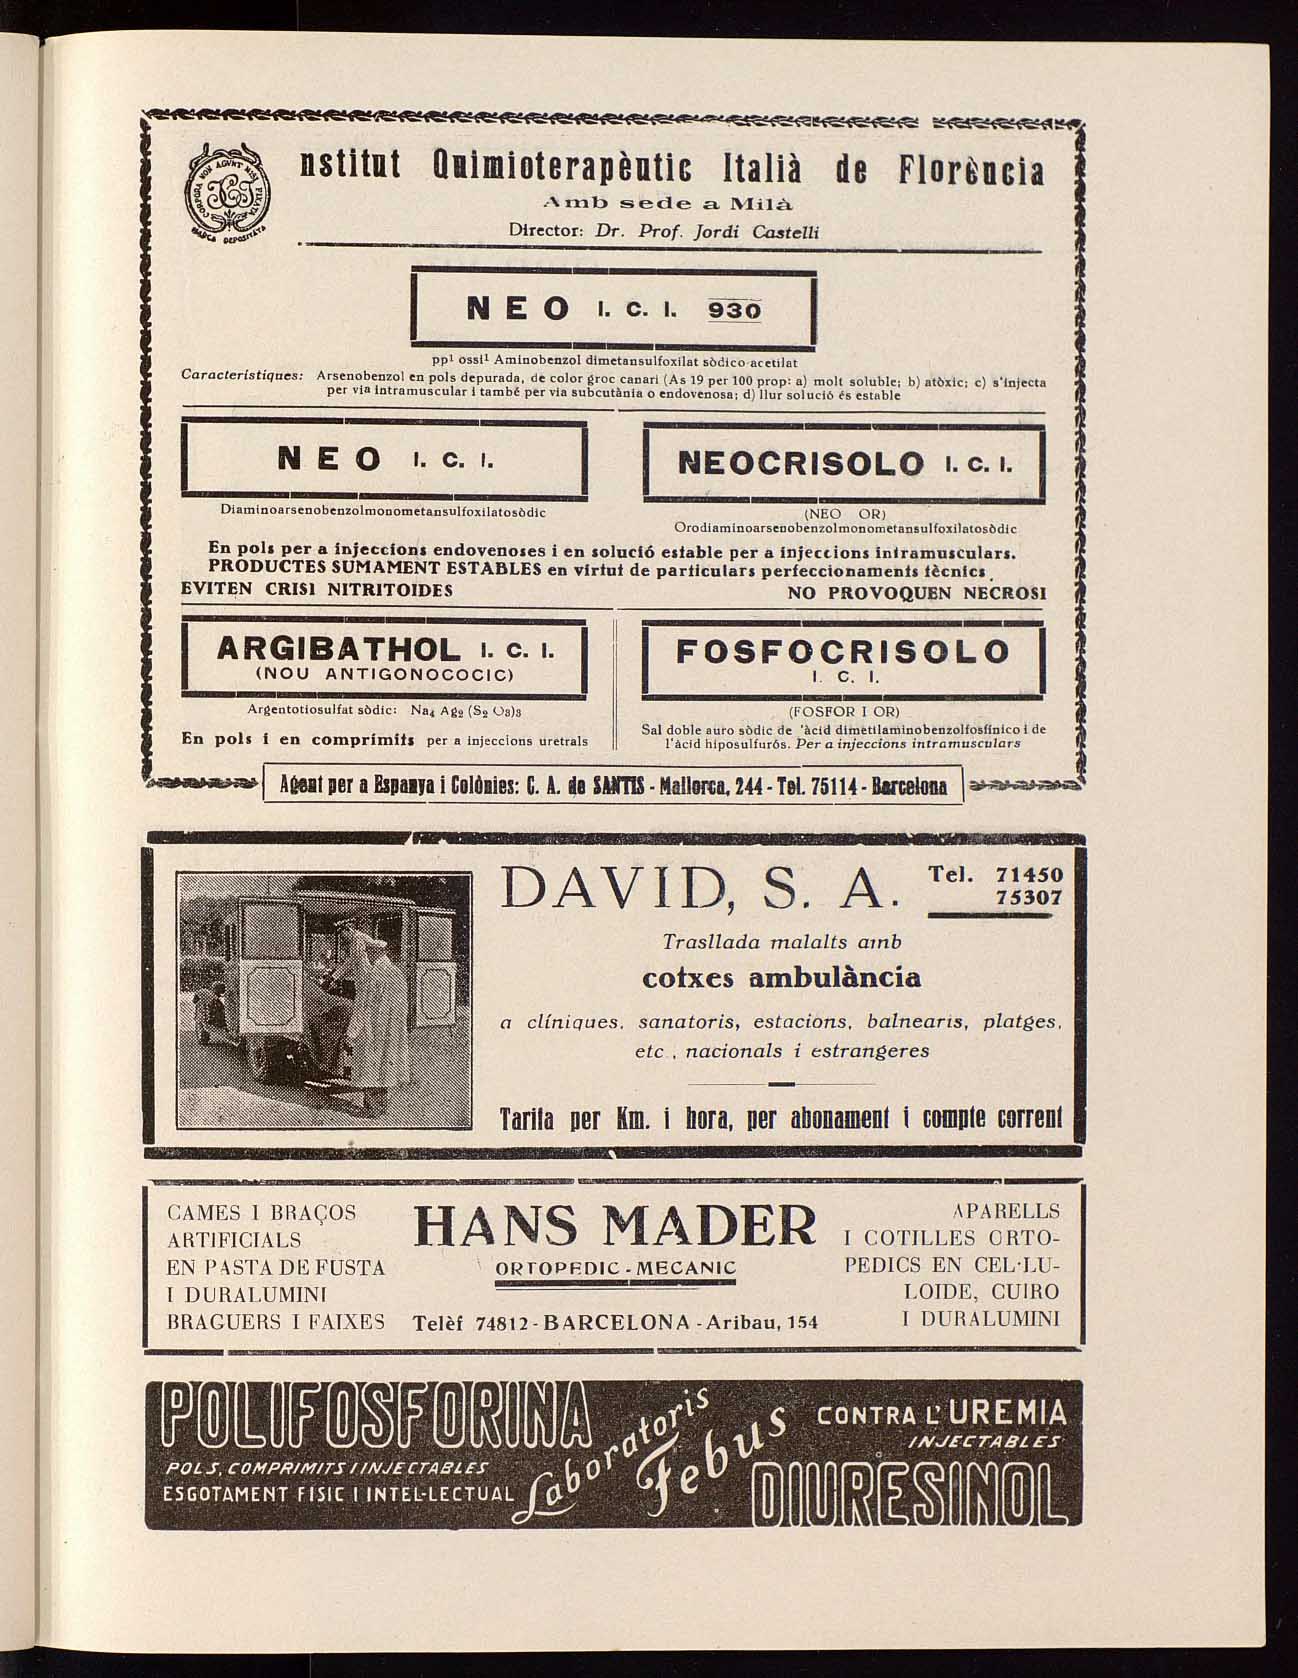 CORPORA NON AGUNT NISI FIXATA
MARCA DEPOSITATA
nstitut Quimioterapèutic Italià de Florència
Amb sede a Milà
Director: Dr. Prof. Jordi Castelli
NEO I. C. I. 930
pp¹ ossi¹ Aminobenzol dimetansulfoxilat sòdico-acetilat
Característiques: Arsenobenzol en pols depurada, de color groc canari (As 19 per 100 prop: a) molt soluble; b) atòxic; c) s'injecta
per via intramuscular i també per via subcutània o endovenosa; d) llur solució és estable
NEO I. C. I.
Diaminoarsenobenzolmonometansulfoxilatosòdic
NEOCRISOLO I. C. I.
(NEO OR)
Orodiaminoarsenobenzolmonometansulfoxilatosòdic
En pols per a injeccions endovenoses i en solució estable per a injeccions intramusculars.
PRODUCTES SUMAMENT ESTABLES en virtut de particulars perfeccionaments tècnics.
EVITEN CRISI NITRITOIDES NO PROVOQUEN NECROSI
ARGIBATHOL I. C. I.
(NOU ANTIGONOCOCIC)
Argentotiosulfat sòdic: Na₄ Ag₂ (S₂ O₃)₃
En pols i en comprimits per a injeccions uretrals
FOSFOCRISOLO
I. C. I.
(FOSFOR I OR)
Sal doble auro sòdic de 'àcid dimetilaminobenzolfosfínico i de
l'àcid hiposulfurós. Per a injeccions intramusculars
Agent per a Espanya i Colònies: C. A. de SANTIS - Mallorca, 244 - Tel. 75114 - Barcelona
DAVID, S. A. Tel. 71450
75307
Trasllada malalts amb
cotxes ambulància
a clíniques, sanatoris, estacions, balnearis, platges,
etc., nacionals i estrangeres
Tarifa per Km. i hora, per abonament i compte corrent
CAMES I BRAÇOS
ARTIFICIALS
EN PASTA DE FUSTA
I DURALUMINI
BRAGUERS I FAIXES
HANS MADER
ORTOPEDIC - MECANIC
Telèf 74812 - BARCELONA - Aribau, 154
APARELLS
I COTILLES ORTO-
PEDICS EN CEL·LU-
LOIDE, CUIRO
I DURALUMINI
POLIFOSFORINA
POLS, COMPRIMITS I INJECTABLES
ESGOTAMENT FISIC I INTEL-LECTUAL
Laboratoris
Febus
CONTRA L'UREMIA
INJECTABLES
DIURESINOL